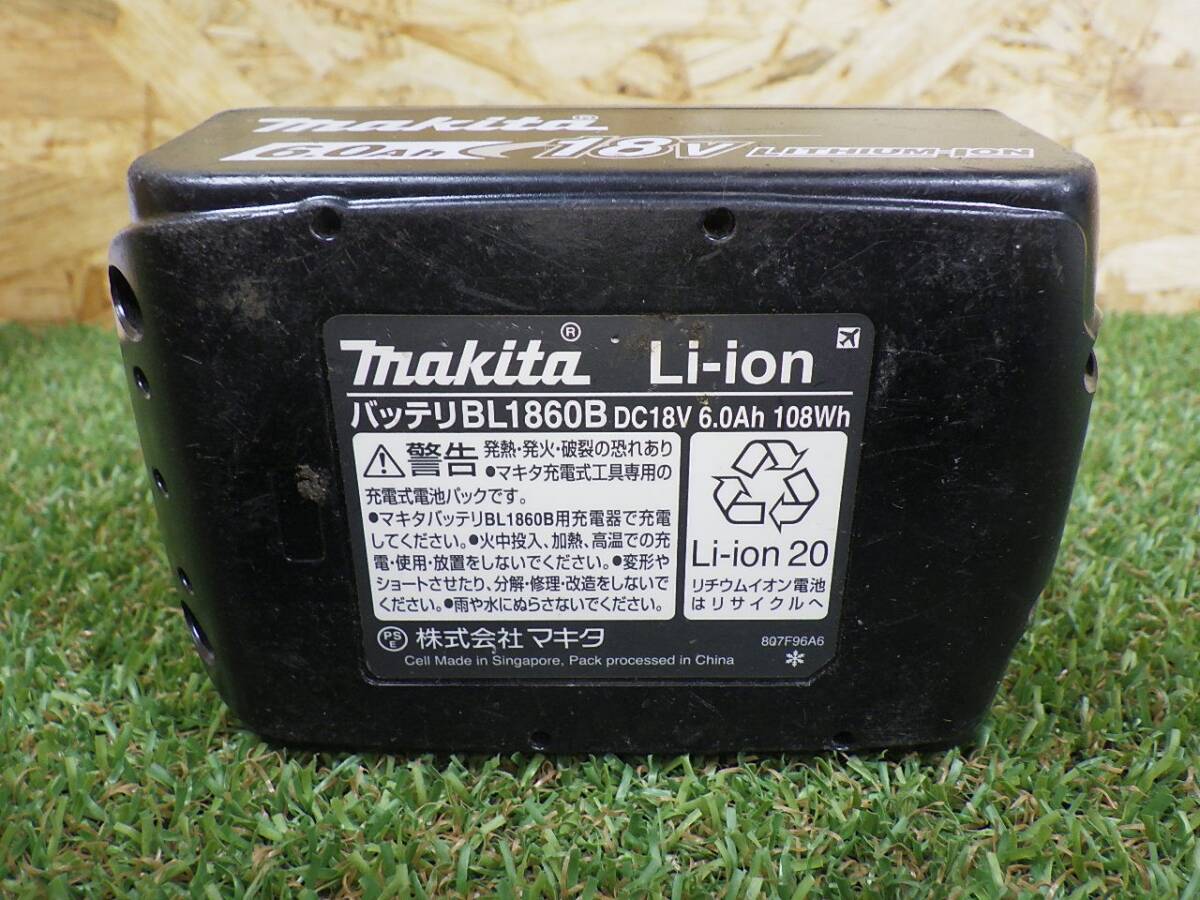 makita®
6.0Ah 18V LITHIUM-ION
makita® Li-ion
バッテリBL1860B DC18V 6.0Ah 108Wh
警告 発熱・発火・破裂の恐れあり
●マキタ充電式工具専用の
充電式電池パックです。
●マキタバッテリBL1860B用充電器で充電
してください。●火中投入、加熱、高温での充
電・使用・放置をしないでください。●変形や
ショートさせたり、分解・修理・改造をしないで
ください。●雨や水にぬらさないでください。
Li-ion 20
リチウムイオン電池
はリサイクルへ
PSE 株式会社マキタ
807F96A6
Cell Made in Singapore, Pack processed in China